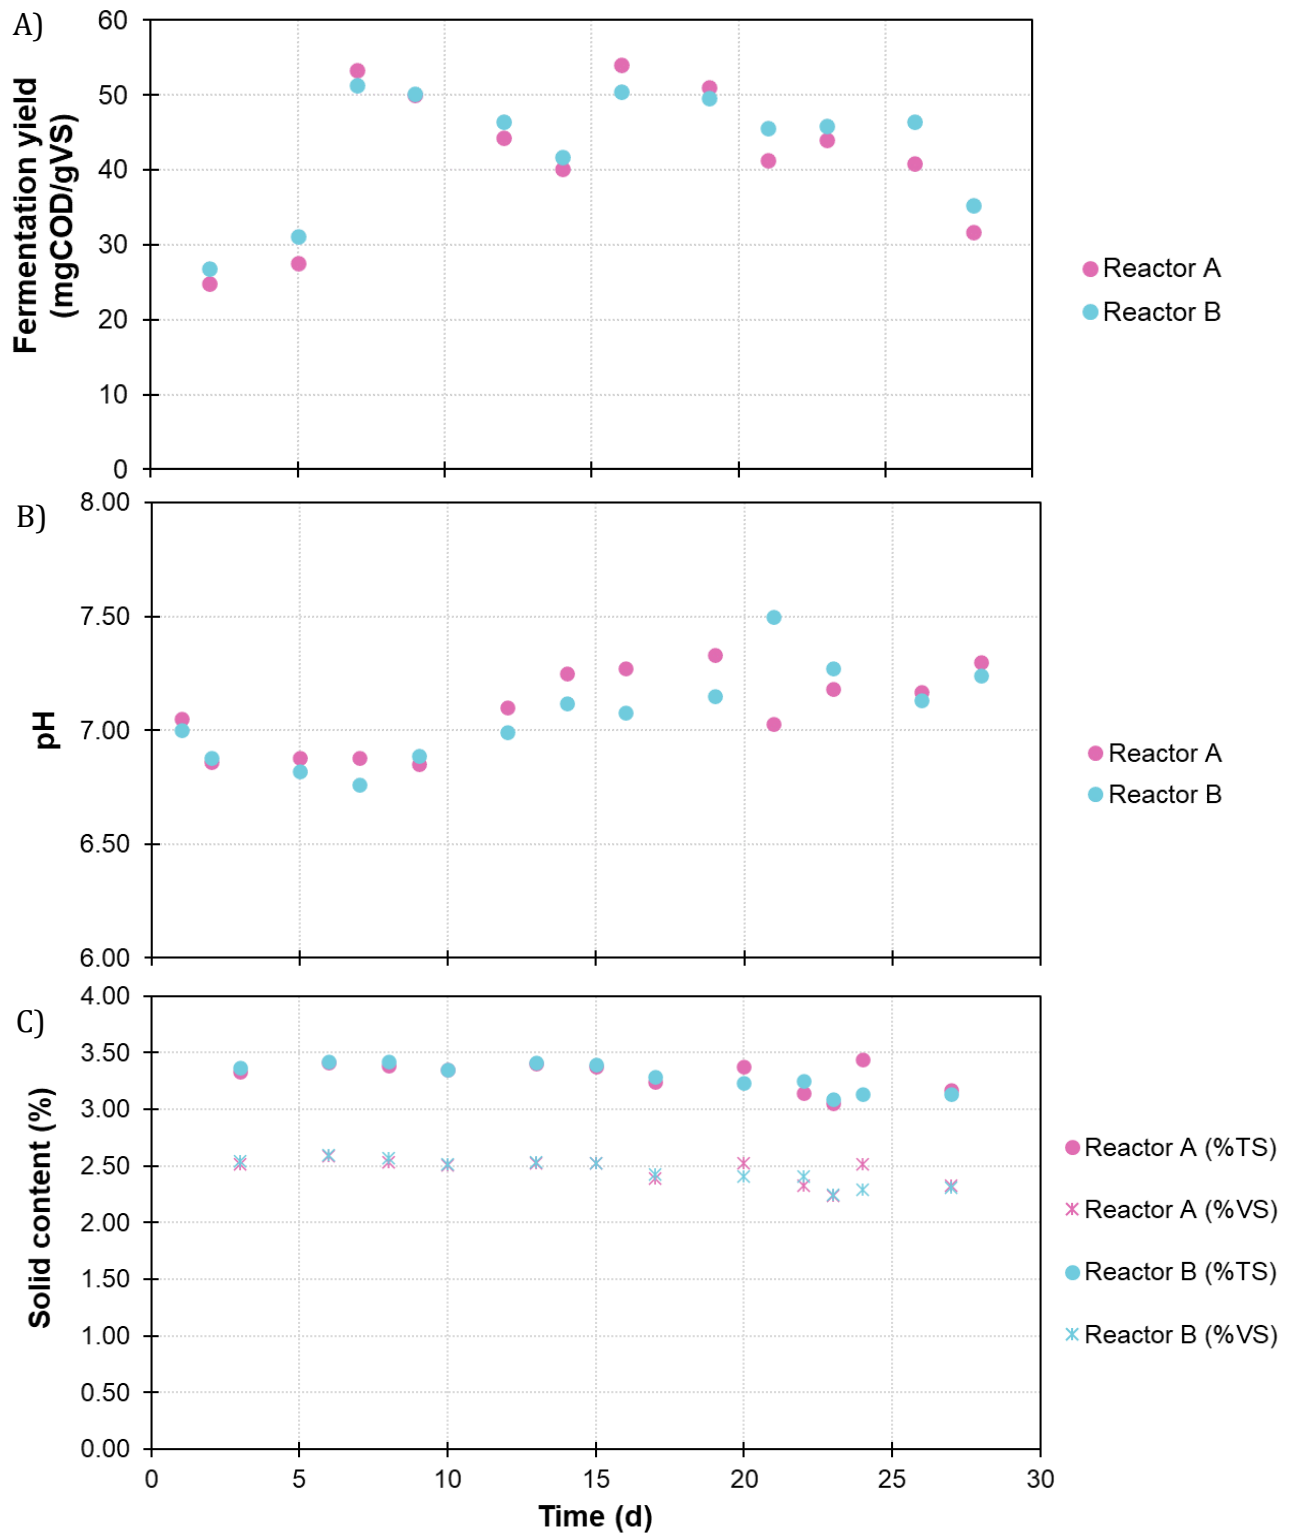 A)
Fermentation yield
(mgCOD/gVS)
60
50
40
30
20
10
0
Reactor A
Reactor B
B)
pH
8.00
7.50
7.00
6.50
6.00
Reactor A
Reactor B
C)
Solid content (%)
4.00
3.50
3.00
2.50
2.00
1.50
1.00
0.50
0.00
0 5 10 15 20 25 30
Time (d)
Reactor A (%TS)
Reactor A (%VS)
Reactor B (%TS)
Reactor B (%VS)